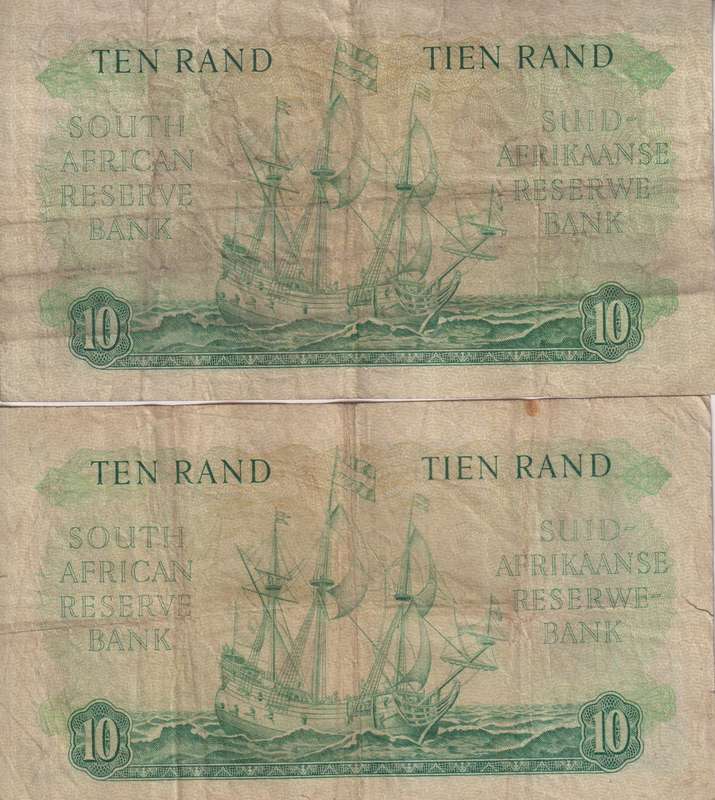 TEN RAND
TIEN RAND
SOUTH
AFRICAN
RESERVE
BANK
SUID-
AFRIKAANSE
RESERWE-
BANK
10
10
TEN RAND
TIEN RAND
SOUTH
AFRICAN
RESERVE
BANK
SUID-
AFRIKAANSE
RESERWE-
BANK
10
10